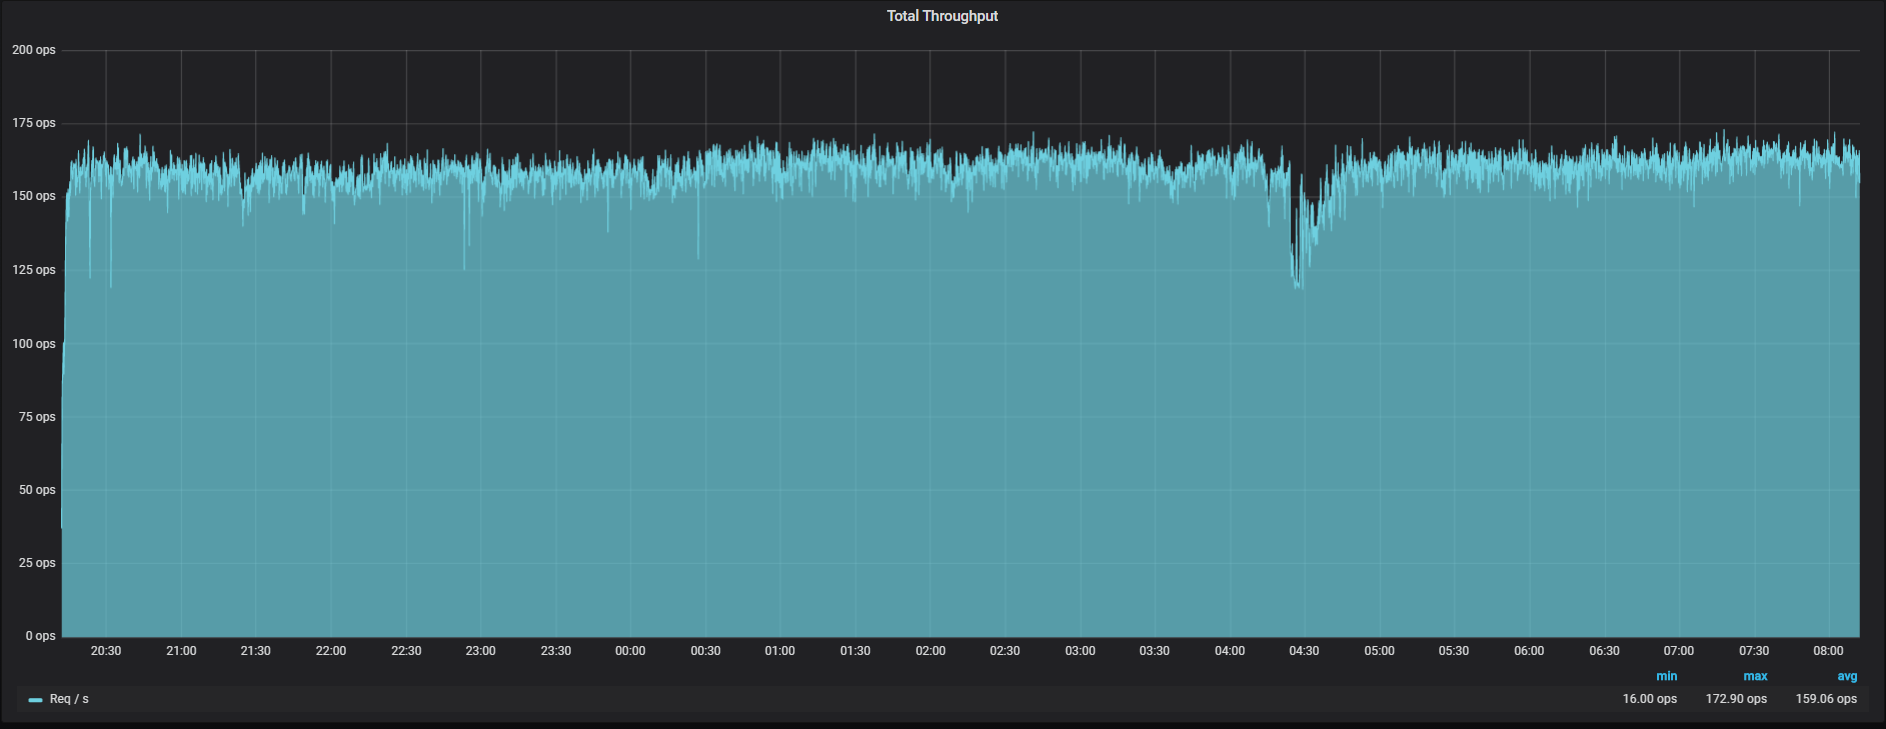 Total Throughput
200 ops
175 ops
150 ops
125 ops
100 ops
75 ops
50 ops
25 ops
0 ops
20:30 21:00 21:30 22:00 22:30 23:00 23:30 00:00 00:30 01:00 01:30 02:00 02:30 03:00 03:30 04:00 04:30 05:00 05:30 06:00 06:30 07:00 07:30 08:00
min max avg
Req / s 16.00 ops 172.90 ops 159.06 ops